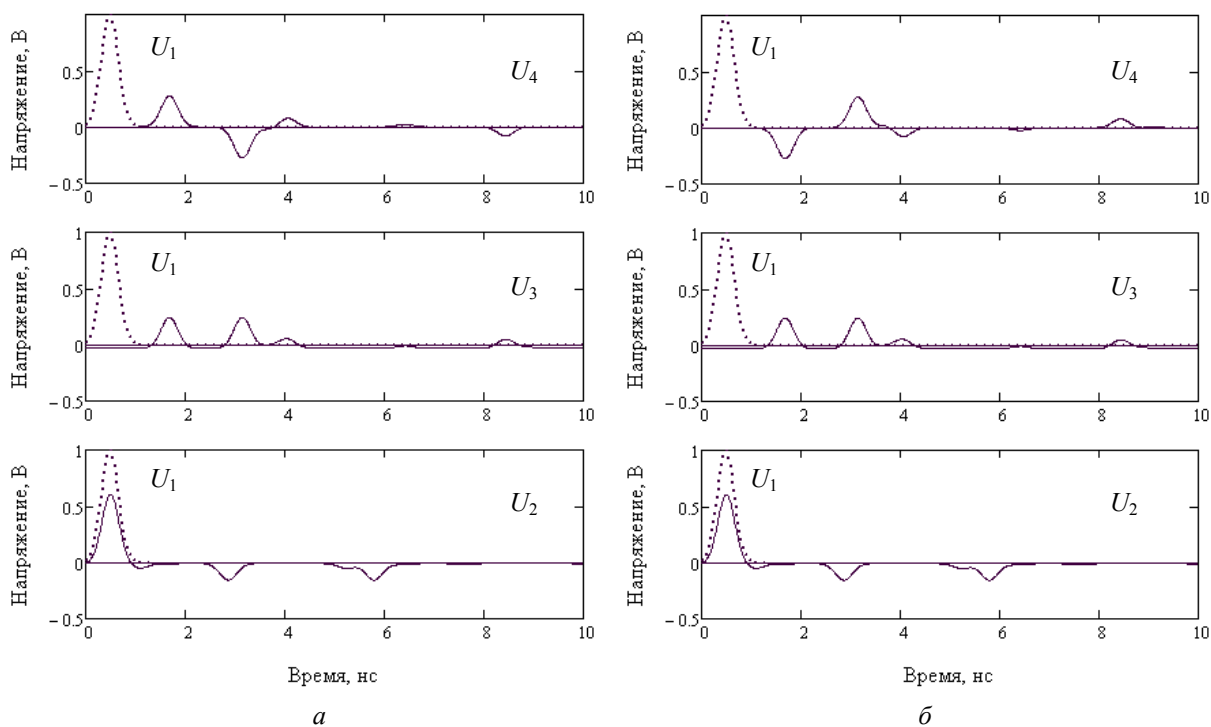 Напряжение, В
0.5
0
– 0.5
0 2 4 6 8 10
U1
U4
Напряжение, В
1
0.5
0
– 0.5
0 2 4 6 8 10
U1
U3
Напряжение, В
1
0.5
0
– 0.5
0 2 4 6 8 10
U1
U2
Время, нс
а
Напряжение, В
0.5
0
– 0.5
0 2 4 6 8 10
U1
U4
Напряжение, В
1
0.5
0
– 0.5
0 2 4 6 8 10
U1
U3
Напряжение, В
1
0.5
0
– 0.5
0 2 4 6 8 10
U1
U2
Время, нс
б